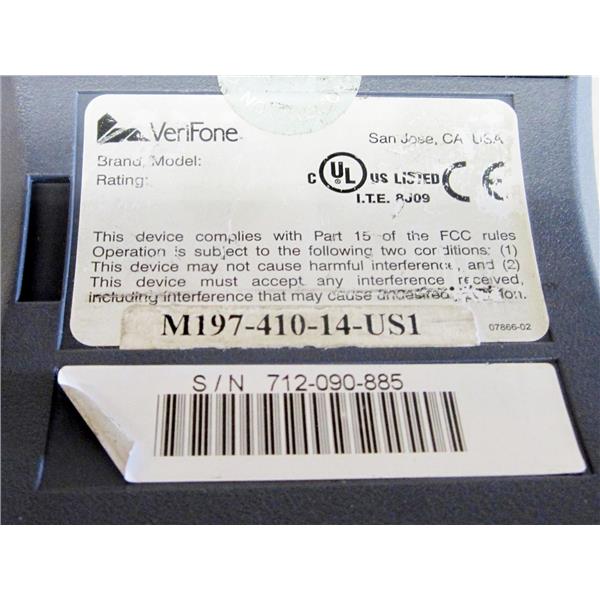 VeriFone
San Jose, CA USA
Brand, Model:
Rating:
C UL US LISTED CE
I.T.E.
This device complies with Part 15 of the FCC rules
Operation is subject to the following two conditions: (1)
This device may not cause harmful interference, and (2)
This device must accept any interference received,
including interference that may cause undesired
M197-410-14-US1
07866-02
S/N 712-090-885